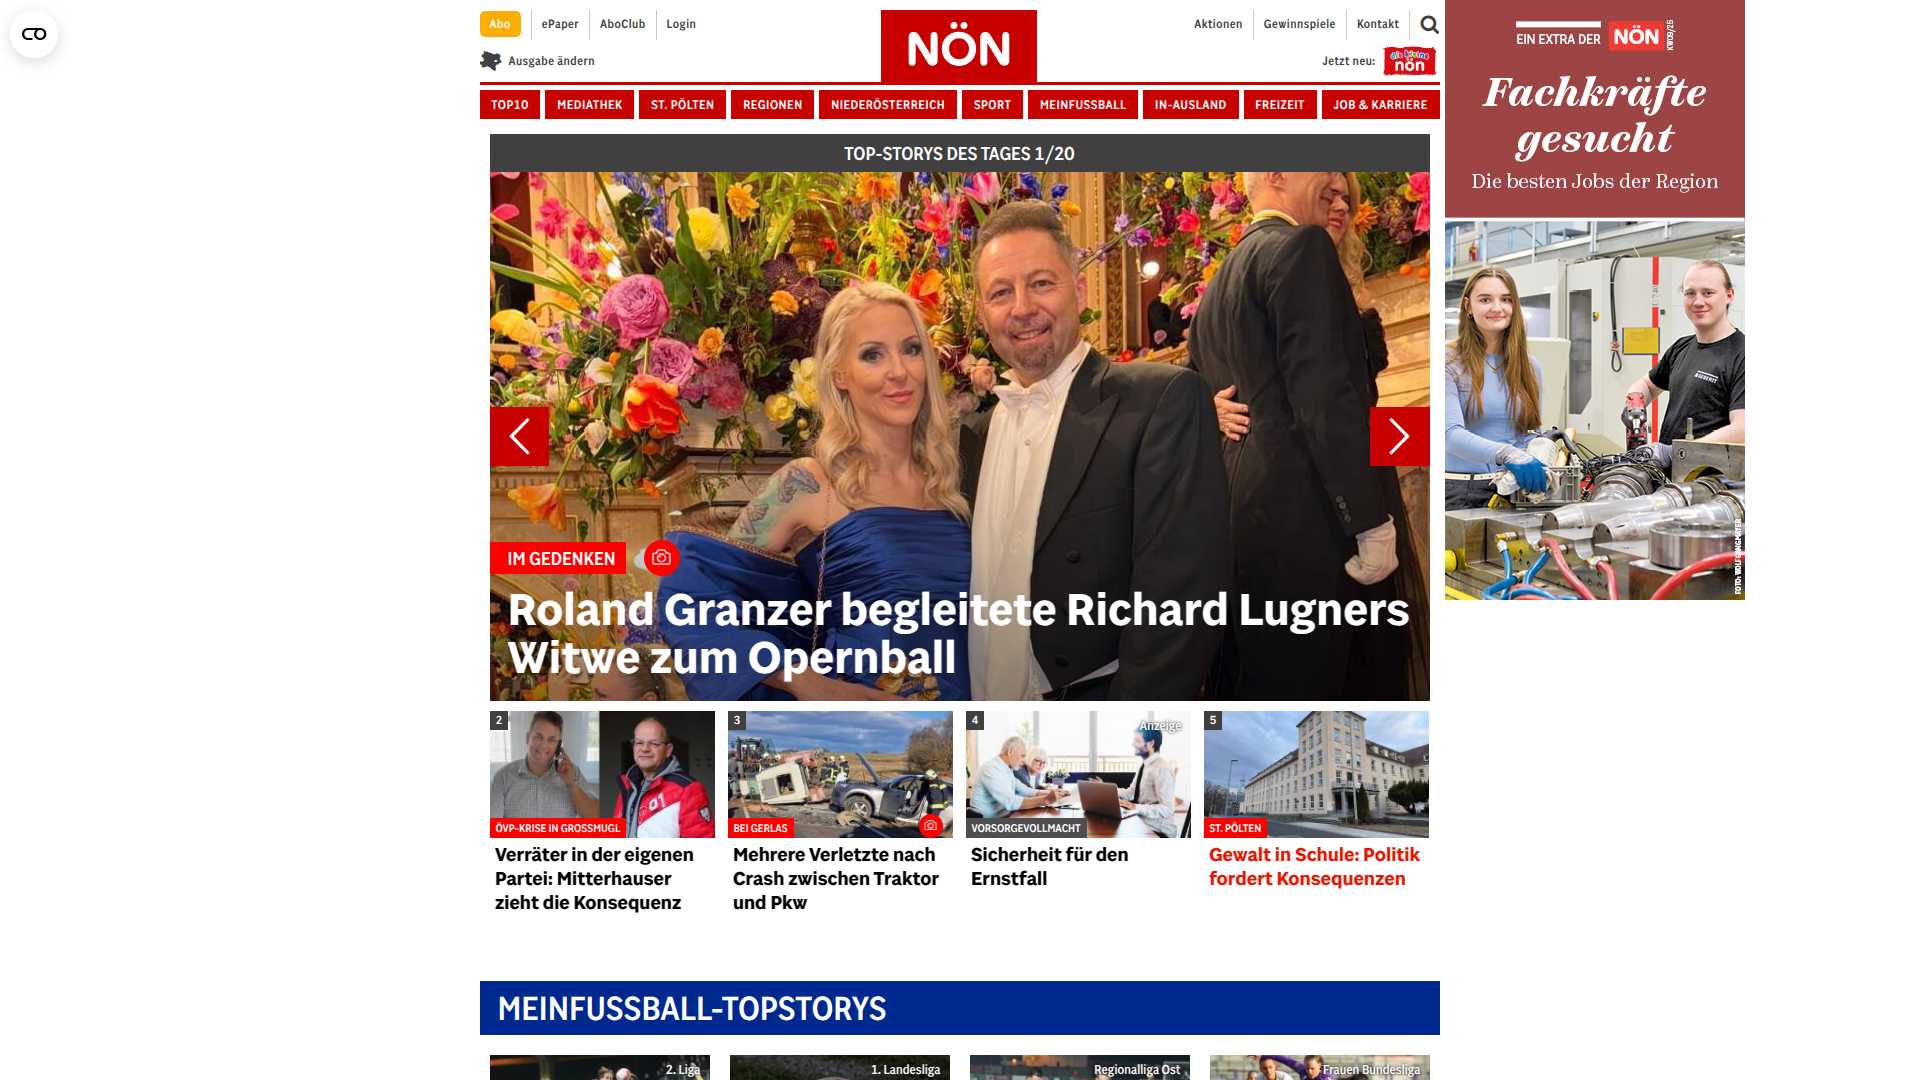 Abo
ePaper
AboClub
Login
NÖN
Aktionen
Gewinnspiele
Kontakt
Ausgabe ändern
Jetzt neu:
die kleine
nön
TOP10
MEDIATHEK
ST. PÖLTEN
REGIONEN
NIEDERÖSTERREICH
SPORT
MEINFUSSBALL
IN-AUSLAND
FREIZEIT
JOB & KARRIERE
EIN EXTRA DER NÖN
KW09/25
Fachkräfte
gesucht
Die besten Jobs der Region
FOTO: WOLFGANG MAYER
TOP-STORYS DES TAGES 1/20
IM GEDENKEN
Roland Granzer begleitete Richard Lugners
Witwe zum Opernball
2
ÖVP-KRISE IN GROSSMUGL
Verräter in der eigenen
Partei: Mitterhauser
zieht die Konsequenz
3
BEI GERLAS
Mehrere Verletzte nach
Crash zwischen Traktor
und Pkw
4
Anzeige
VORSORGEVOLLMACHT
Sicherheit für den
Ernstfall
5
ST. PÖLTEN
Gewalt in Schule: Politik
fordert Konsequenzen
MEINFUSSBALL-TOPSTORYS
2. Liga
1. Landesliga
Regionalliga Ost
Frauen Bundesliga